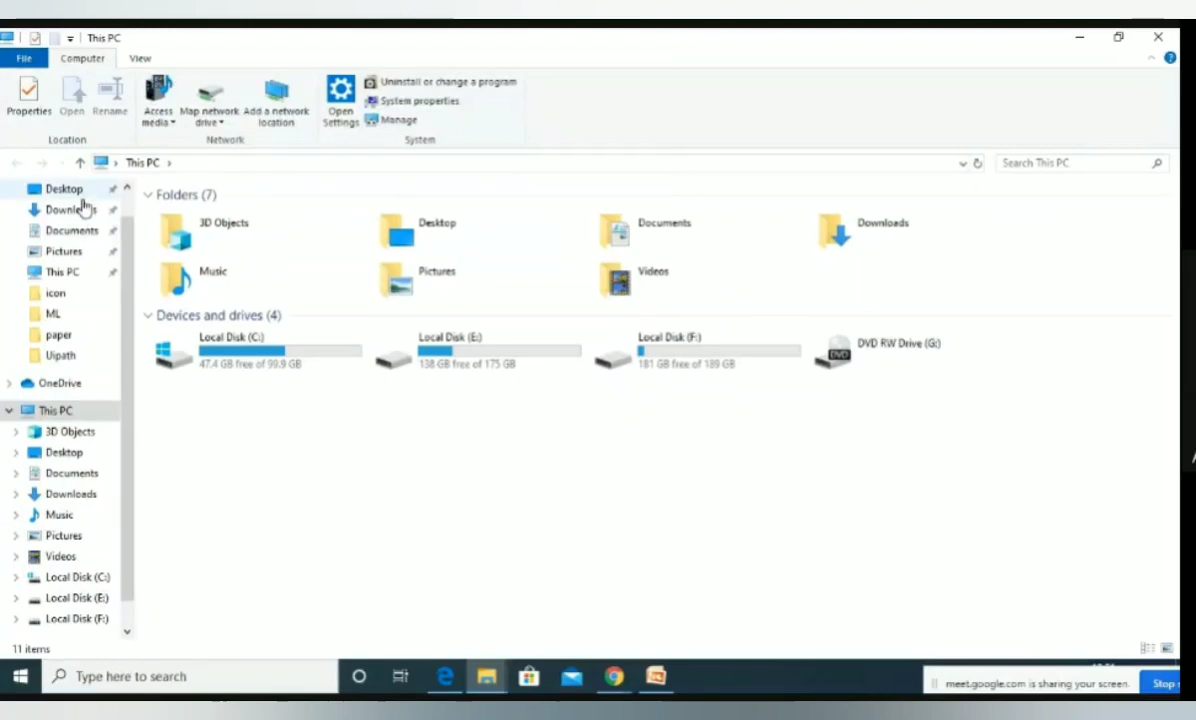 This PC
File Computer View
Properties Open Rename Access media Map network drive Add a network location Open Settings Uninstall or change a program
System properties
Manage
Location Network System
This PC Search This PC
Desktop
Downl s
Documents
Pictures
This PC
icon
ML
paper
Uipath
OneDrive
This PC
3D Objects
Desktop
Documents
Downloads
Music
Pictures
Videos
Local Disk (C:)
Local Disk (E:)
Local Disk (F:)
Folders (7)
3D Objects Desktop Documents Downloads
Music Pictures Videos
Devices and drives (4)
Local Disk (C:) Local Disk (E:) Local Disk (F:) DVD RW Drive (G:)
47.4 GB free of 99.9 GB 138 GB free of 175 GB 181 GB free of 189 GB
DVD
11 items
Type here to search
meet.google.com is sharing your screen. Stop